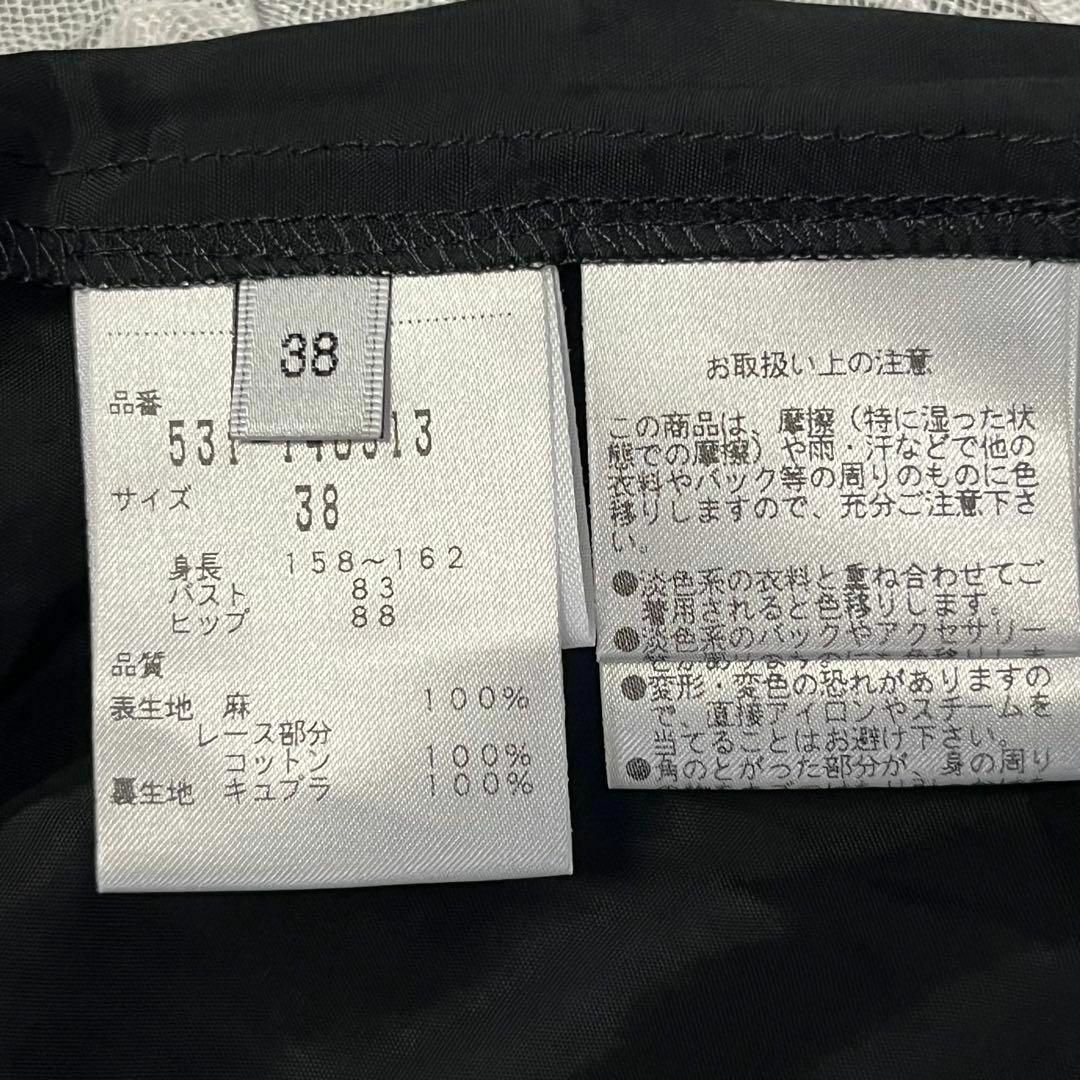 38
品番
サイズ 38
身長 158～162
バスト 83
ヒップ 88
品質
表生地 麻 100%
レース部分
コットン 100%
裏生地 キュプラ 100%
お取扱い上の注意
この商品は、摩擦（特に湿った状
態での摩擦）や雨・汗などで他の
衣料やバック等の周りのものに色
移りしますので、充分ご注意下さ
い。
●淡色系の衣料と重ね合わせてご
着用されると色移りします。
●淡色系のバックやアクセサリー
●変形・変色の恐れがありますの
で、直接アイロンやスチームを
当てることはお避け下さい。
●角のとがった部分が、身の周り